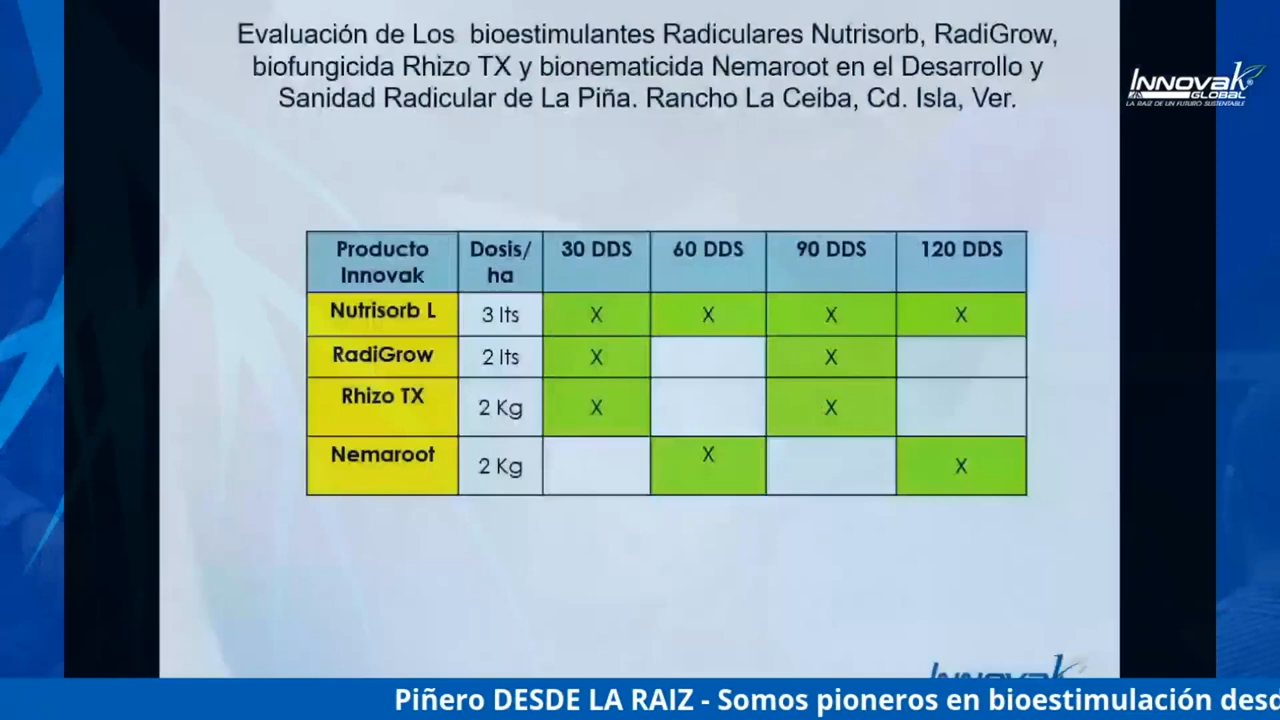 Evaluación de Los bioestimulantes Radiculares Nutrisorb, RadiGrow,
biofungicida Rhizo TX y bionematicida Nemaroot en el Desarrollo y
Sanidad Radicular de La Piña. Rancho La Ceiba, Cd. Isla, Ver.
INNOVAK
GLOBAL
LA RAIZ DE UN FUTURO SUSTENTABLE
Producto Innovak Dosis/ha 30 DDS 60 DDS 90 DDS 120 DDS
Nutrisorb L 3 lts X X X X
RadiGrow 2 lts X X
Rhizo TX 2 Kg X X
Nemaroot 2 Kg X X
Innovak
Piñero DESDE LA RAIZ - Somos pioneros en bioestimulación desd